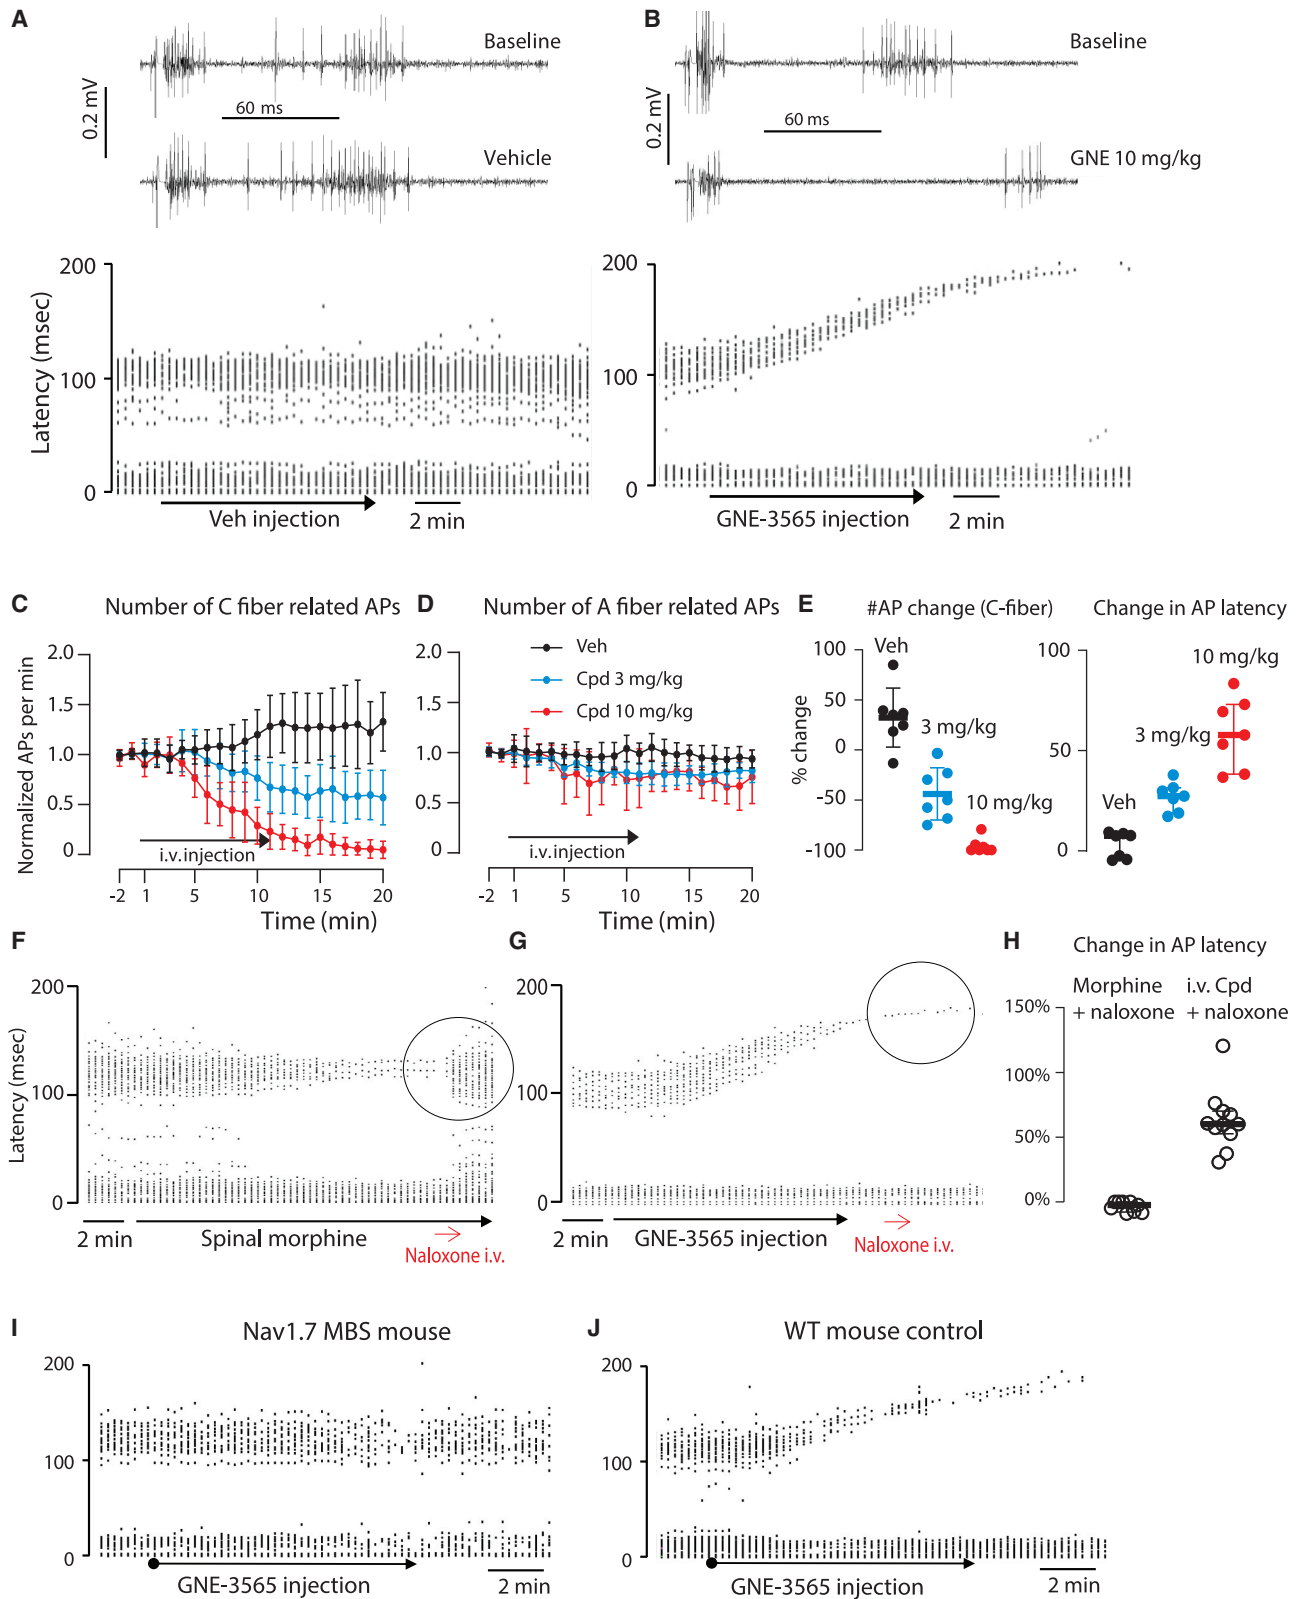 A
Baseline
0.2 mV
60 ms
Vehicle
Latency (msec)
200
100
0
Veh injection
2 min
B
Baseline
0.2 mV
60 ms
GNE 10 mg/kg
200
100
0
GNE-3565 injection
2 min
C
Number of C fiber related APs
Normalized APs per min
2.0
1.5
1.0
0.5
0
i.v.injection
-2 1 5 10 15 20
Time (min)
D
Number of A fiber related APs
Veh
Cpd 3 mg/kg
Cpd 10 mg/kg
2.0
1.5
1.0
0.5
0
i.v.injection
-2 1 5 10 15 20
Time (min)
E
#AP change (C-fiber)
% change
100
50
0
-50
-100
Veh
3 mg/kg
10 mg/kg
Change in AP latency
100
50
0
Veh
3 mg/kg
10 mg/kg
F
Latency (msec)
200
100
0
2 min
Spinal morphine
Naloxone i.v.
G
200
100
0
2 min
GNE-3565 injection
Naloxone i.v.
H
Change in AP latency
Morphine
+ naloxone
i.v. Cpd
+ naloxone
150%
100%
50%
0%
I
Nav1.7 MBS mouse
200
100
0
GNE-3565 injection
2 min
J
WT mouse control
200
100
0
GNE-3565 injection
2 min